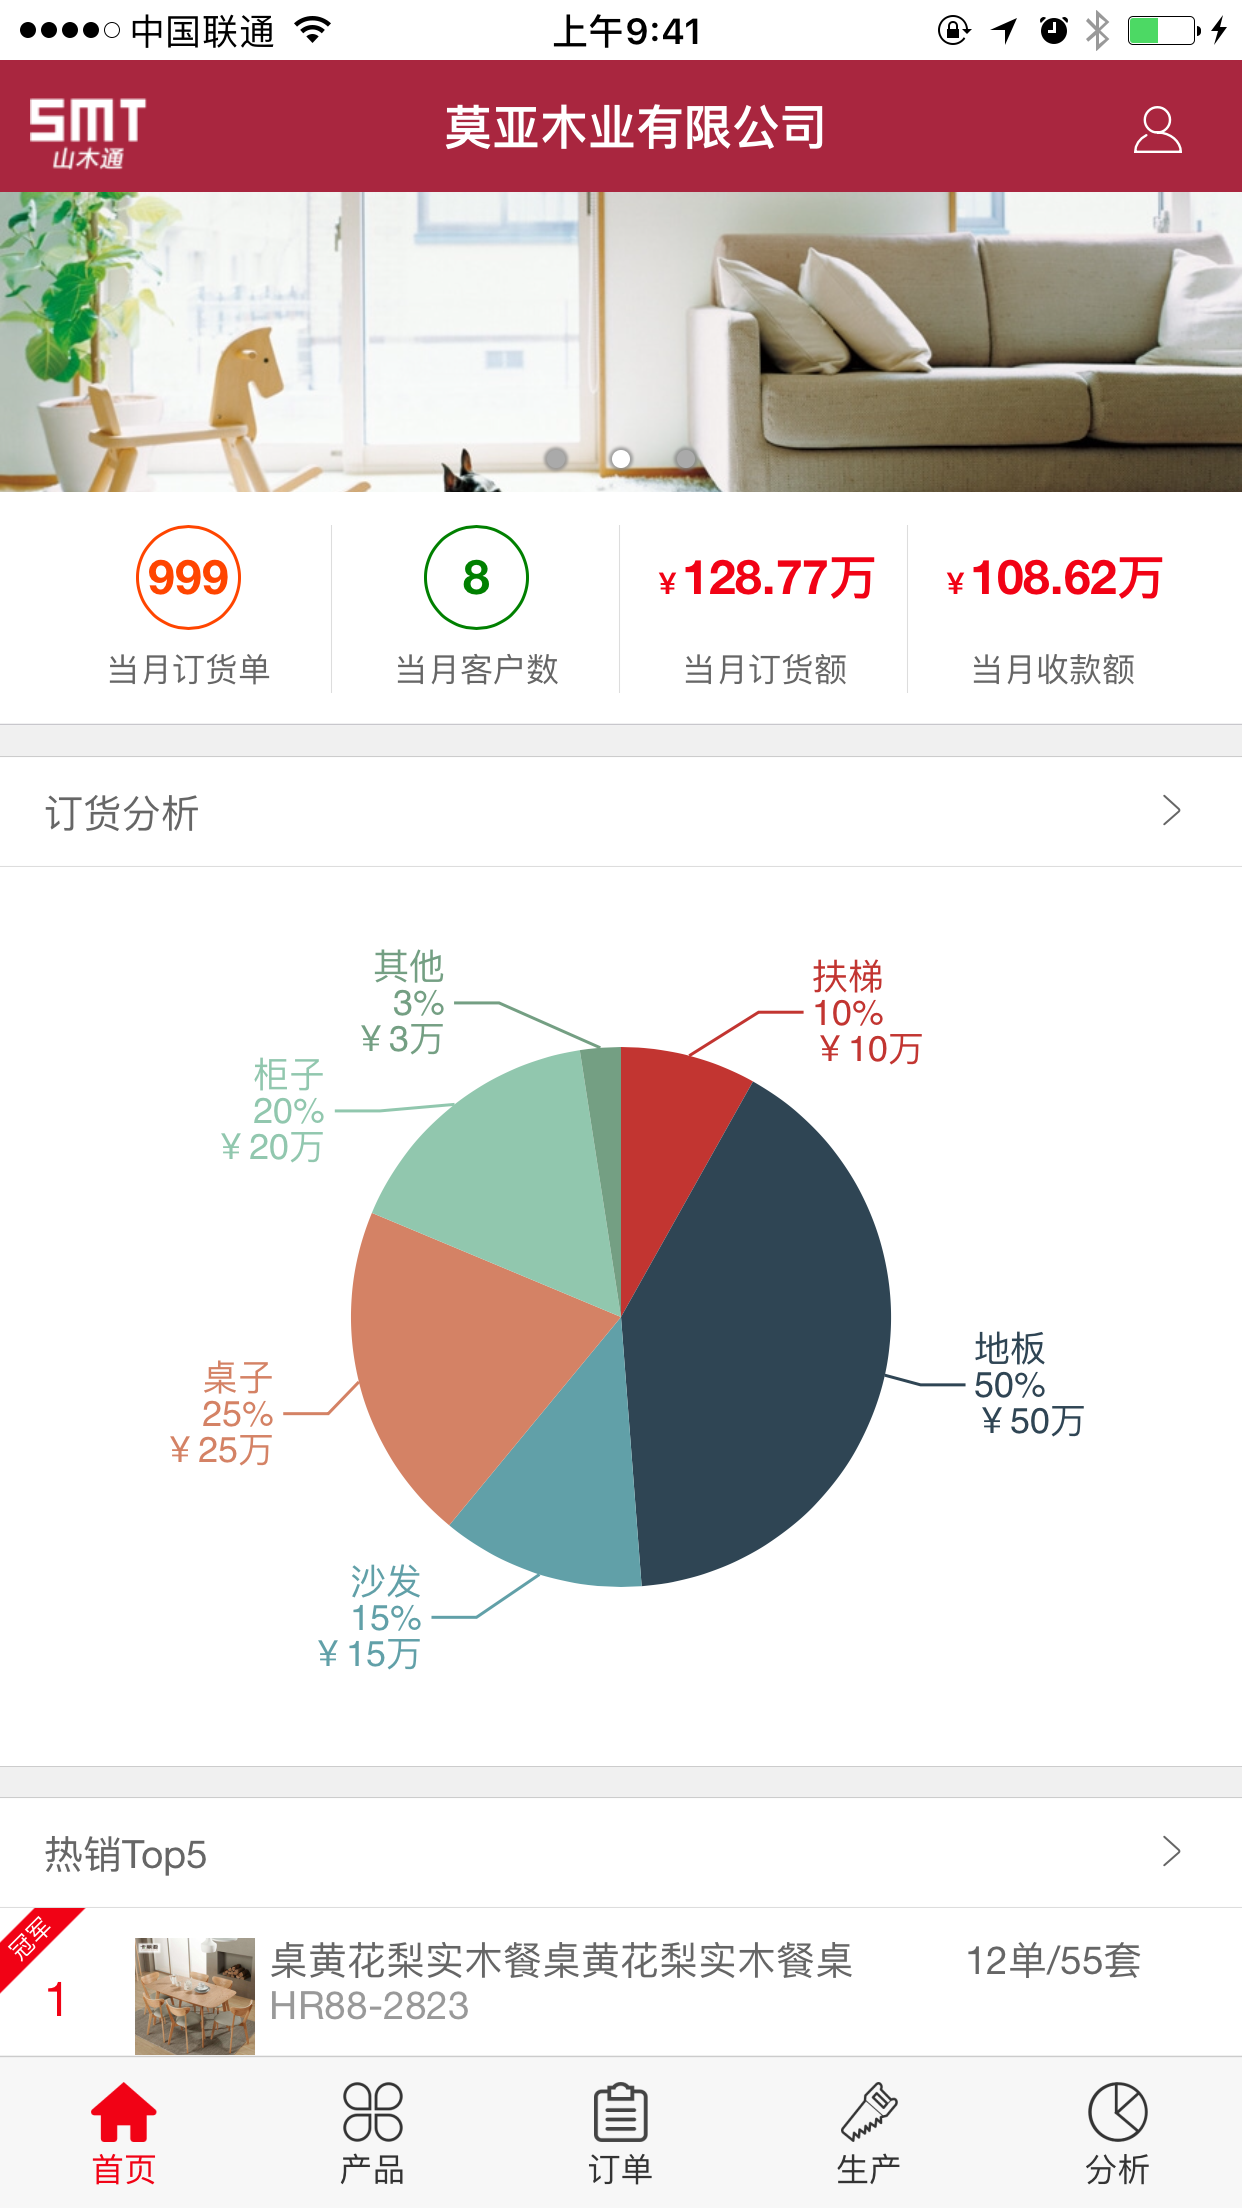 中国联通
上午9:41
SMT
山木通
莫亚木业有限公司
999
当月订货单
8
当月客户数
¥128.77万
当月订货额
¥108.62万
当月收款额
订货分析
其他
3%
¥3万
扶梯
10%
¥10万
柜子
20%
¥20万
地板
50%
¥50万
桌子
25%
¥25万
沙发
15%
¥15万
热销Top5
冠军
1
桌黄花梨实木餐桌黄花梨实木餐桌
HR88-2823
12单/55套
首页
产品
订单
生产
分析